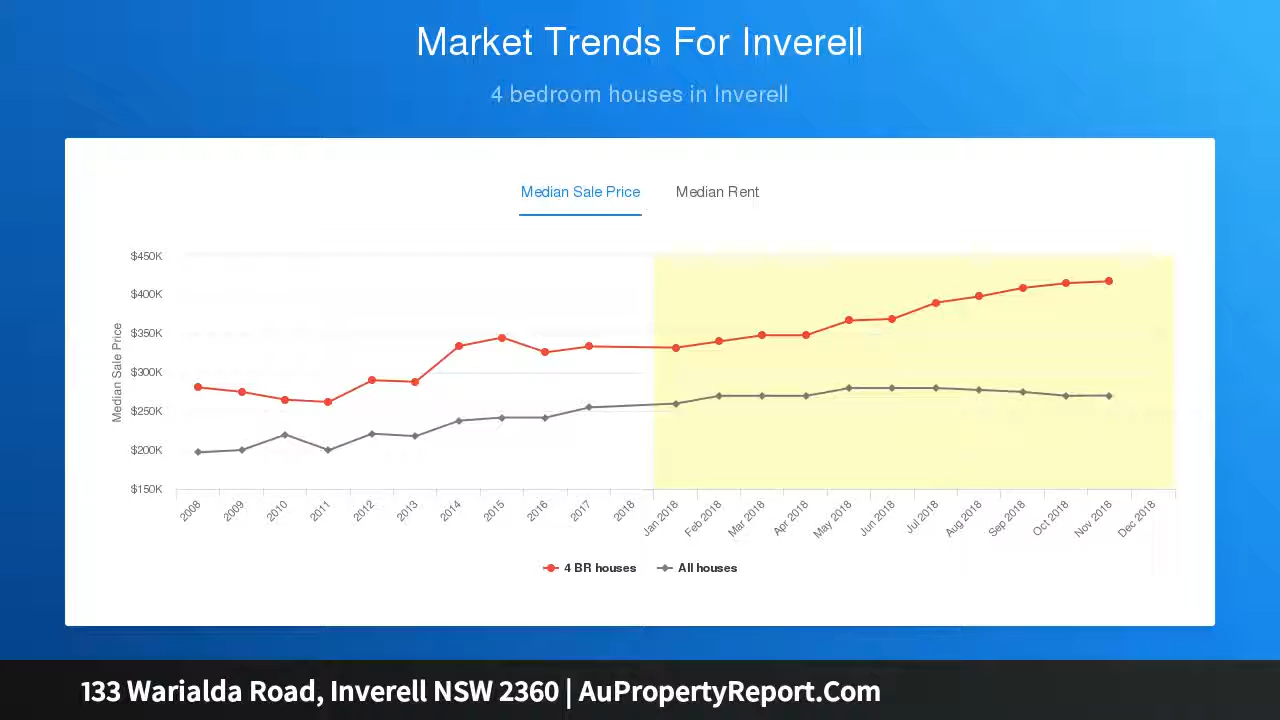 Market Trends For Inverell
4 bedroom houses in Inverell
Median Sale Price Median Rent
Median Sale Price
$450K
$400K
$350K
$300K
$250K
$200K
$150K
2008 2009 2010 2011 2012 2013 2014 2015 2016 2017 2018 Jan 2018 Feb 2018 Mar 2018 Apr 2018 May 2018 Jun 2018 Jul 2018 Aug 2018 Sep 2018 Oct 2018 Nov 2018 Dec 2018
4 BR houses All houses
133 Warialda Road, Inverell NSW 2360 | AuPropertyReport.Com